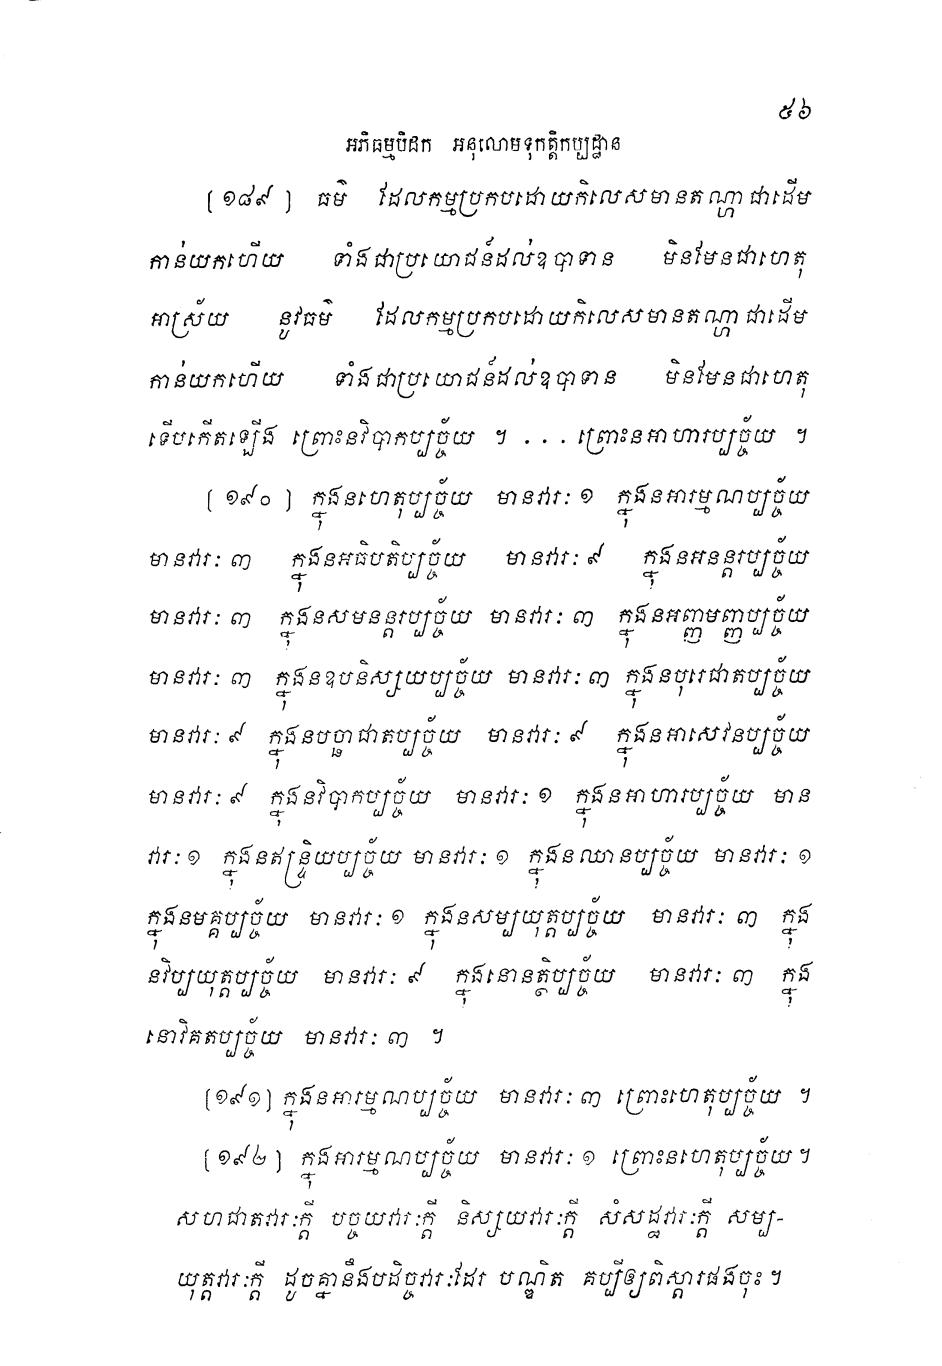 ៥៦
អភិធម្មបិដក អនុលោមទុកត្តិកប្បដ្ឋាន
[ ១៨៩ ] ធម៌ ដែលកម្មប្រកបដោយកិលេសមានតណ្ហាជាដើម
កាន់យកហើយ ទាំងជាប្រយោជន៍ដល់ឧបាទាន មិនមែនជាហេតុ
អាស្រ័យ នូវធម៌ ដែលកម្មប្រកបដោយកិលេសមានតណ្ហាជាដើម
កាន់យកហើយ ទាំងជាប្រយោជន៍ដល់ឧបាទាន មិនមែនជាហេតុ
ទើបកើតឡើង ព្រោះនវិបាកប្បច្ច័យ ។ . . . ព្រោះនអាហារប្បច្ច័យ ។
[ ១៩០ ] ក្នុងនហេតុប្បច្ច័យ មានវារៈ ១ ក្នុងនអារម្មណប្បច្ច័យ
មានវារៈ ៣ ក្នុងនអធិបតិប្បច្ច័យ មានវារៈ ៩ ក្នុងនអនន្តរប្បច្ច័យ
មានវារៈ ៣ ក្នុងនសមនន្តរប្បច្ច័យ មានវារៈ ៣ ក្នុងនអញ្ញមញ្ញប្បច្ច័យ
មានវារៈ ៣ ក្នុងនឧបនិស្សយប្បច្ច័យ មានវារៈ ៣ ក្នុងនបុរេជាតប្បច្ច័យ
មានវារៈ ៩ ក្នុងនបច្ឆាជាតប្បច្ច័យ មានវារៈ ៩ ក្នុងនអាសេវនប្បច្ច័យ
មានវារៈ ៩ ក្នុងនវិបាកប្បច្ច័យ មានវារៈ ១ ក្នុងនអាហារប្បច្ច័យ មាន
វារៈ ១ ក្នុងនឥន្ទ្រិយប្បច្ច័យ មានវារៈ ១ ក្នុងនឈានប្បច្ច័យ មានវារៈ ១
ក្នុងនមគ្គប្បច្ច័យ មានវារៈ ១ ក្នុងនសម្បយុត្តប្បច្ច័យ មានវារៈ ៣ ក្នុង
នវិប្បយុត្តប្បច្ច័យ មានវារៈ ៩ ក្នុងនោនត្ថិប្បច្ច័យ មានវារៈ ៣ ក្នុង
នោវិគតប្បច្ច័យ មានវារៈ ៣ ។
[១៩១] ក្នុងនអារម្មណប្បច្ច័យ មានវារៈ ៣ ព្រោះហេតុប្បច្ច័យ ។
[ ១៩២ ] ក្នុងអារម្មណប្បច្ច័យ មានវារៈ ១ ព្រោះនហេតុប្បច្ច័យ ។
សហជាតវារៈក្តី បច្ចយវារៈក្តី និស្សយវារៈក្តី សំសដ្ឋវារៈក្តី សម្ប-
យុត្តវារៈក្តី ដូចគ្នានឹងបដិច្ចវារៈដែរ បណ្ឌិត គប្បីឲ្យពិស្តារផងចុះ ។